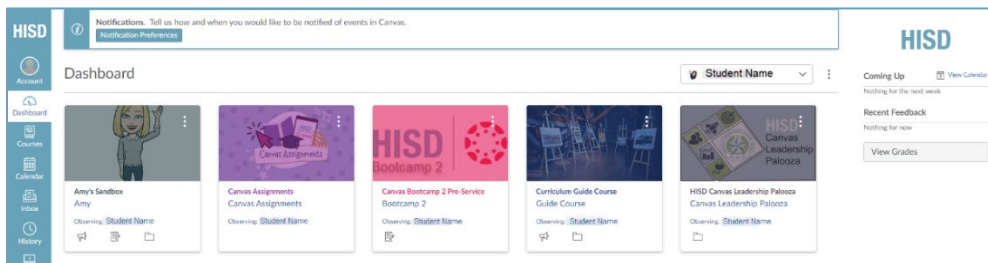 HISD
Account
Dashboard
Courses
Calendar
Inbox
History
Notifications. Tell us how and when you would like to be notified of events in Canvas.
Notification Preferences
Dashboard
Student Name
Canvas Assignments
HISD
Bootcamp 2
HISD
Canvas
Leadership
Palooza
Amy's Sandbox
Amy
Observing: Student Name
Canvas Assignments
Canvas Assignments
Observing: Student Name
Canvas Bootcamp 2 Pre-Service
Bootcamp 2
Observing: Student Name
Curriculum Guide Course
Guide Course
Observing: Student Name
HISD Canvas Leadership Palooza
Canvas Leadership Palooza
Observing: Student Name
HISD
Coming Up
View Calendar
Nothing for the next week
Recent Feedback
Nothing for now
View Grades